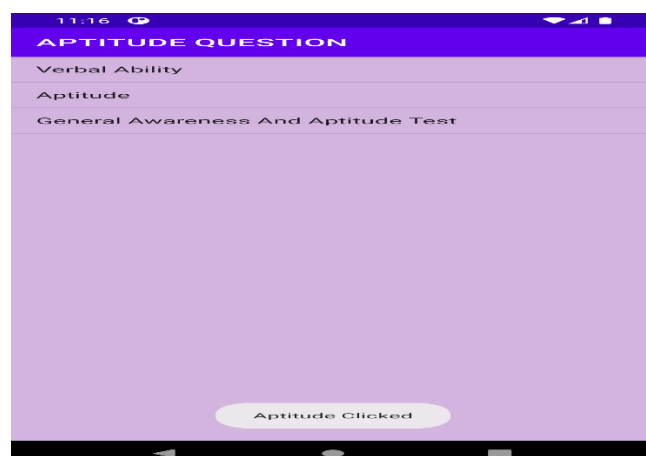 11:16
APTITUDE QUESTION
Verbal Ability
Aptitude
General Awareness And Aptitude Test
Aptitude Clicked